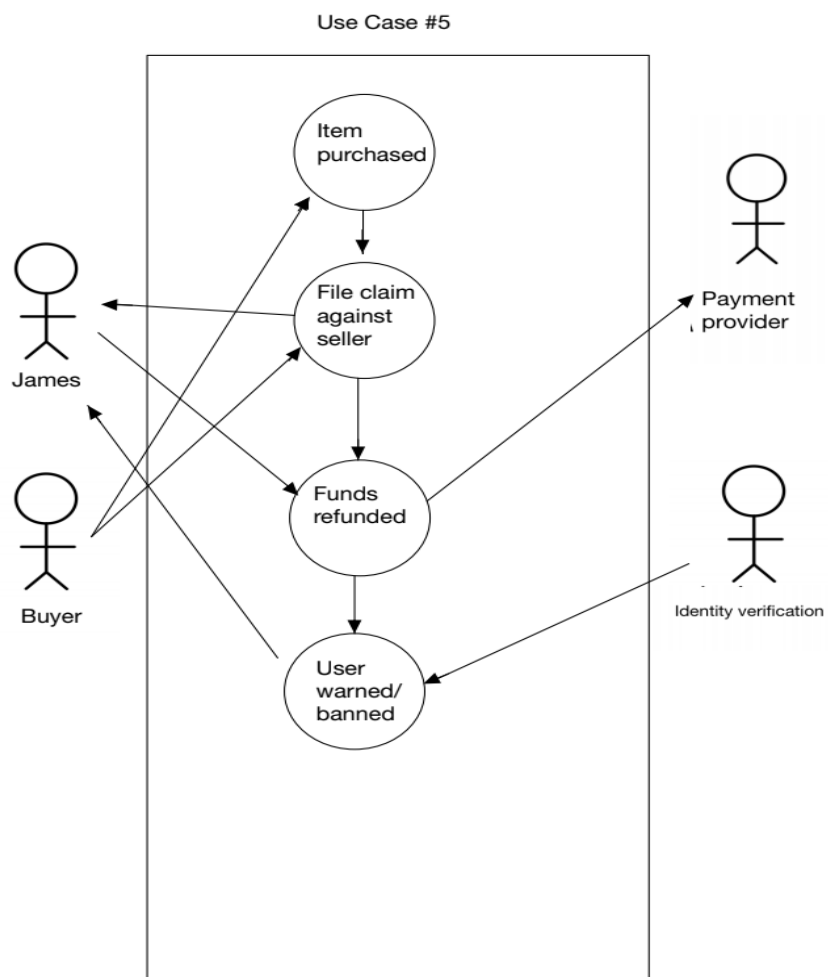 Use Case #5
Item
purchased
File claim
against
seller
James
Payment
provider
Funds
refunded
Buyer
Identity verification
User
warned/
banned